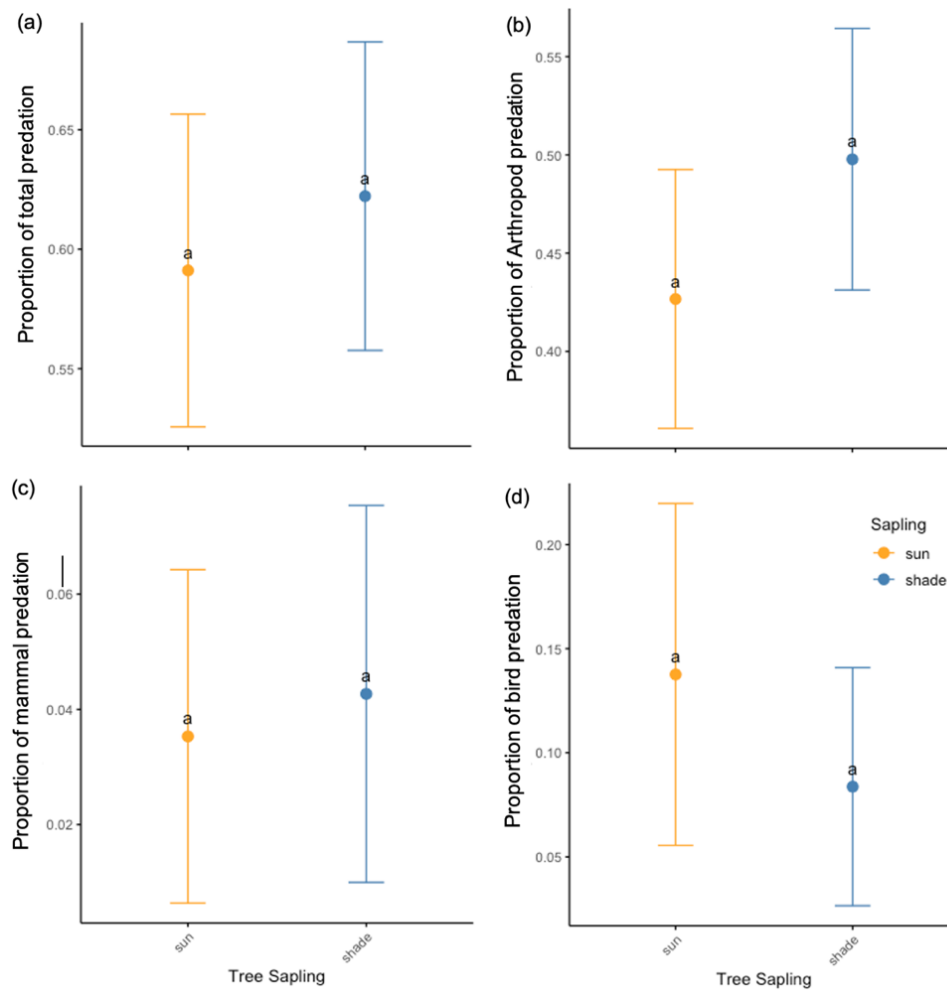 (a)
Proportion of total predation
0.65
0.60
0.55
a
a
(b)
Proportion of Arthropod predation
0.55
0.50
0.45
0.40
a
a
(c)
Proportion of mammal predation
0.06
0.04
0.02
a
a
sun
shade
Tree Sapling
(d)
Proportion of bird predation
0.20
0.15
0.10
0.05
a
a
Sapling
sun
shade
sun
shade
Tree Sapling